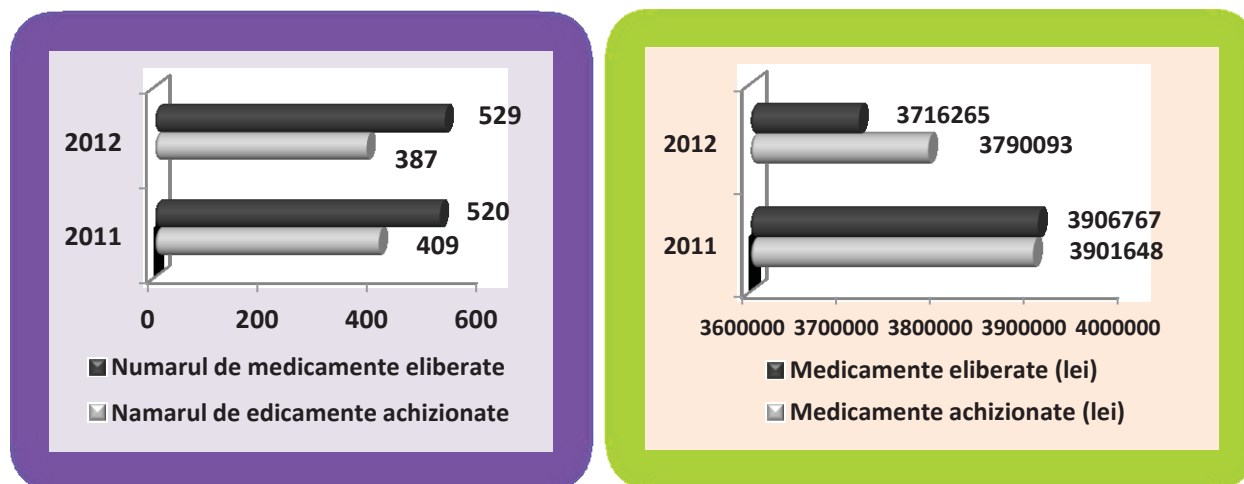 2012
529
387
2011
520
409
0 200 400 600
Numarul de medicamente eliberate
Namarul de edicamente achizionate
2012
3716265
3790093
2011
3906767
3901648
3600000 3700000 3800000 3900000 4000000
Medicamente eliberate (lei)
Medicamente achizionate (lei)